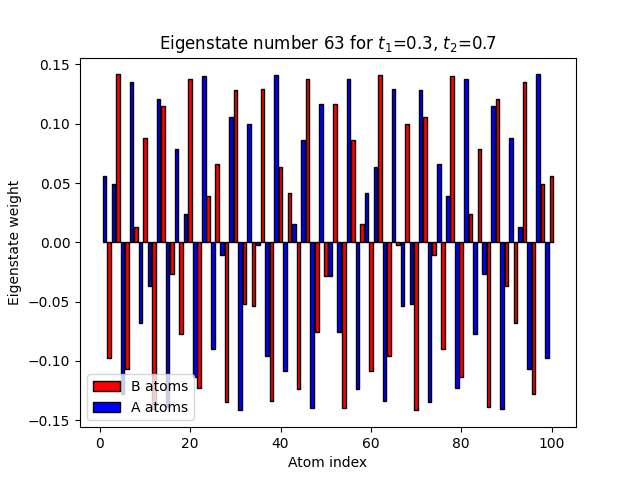 Eigenstate number 63 for t₁=0.3, t₂=0.7
Eigenstate weight
0.15
0.10
0.05
0.00
−0.05
−0.10
−0.15
B atoms
A atoms
0 20 40 60 80 100
Atom index